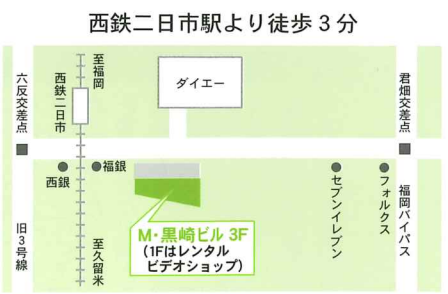 西鉄二日市駅より徒歩３分
六反交差点
西鉄二日市
至福岡
ダイエー
君畑交差点
西銀
福銀
セブンイレブン
フォルクス
福岡バイパス
旧3号線
至久留米
M・黒崎ビル 3F
(1Fはレンタル
ビデオショップ)